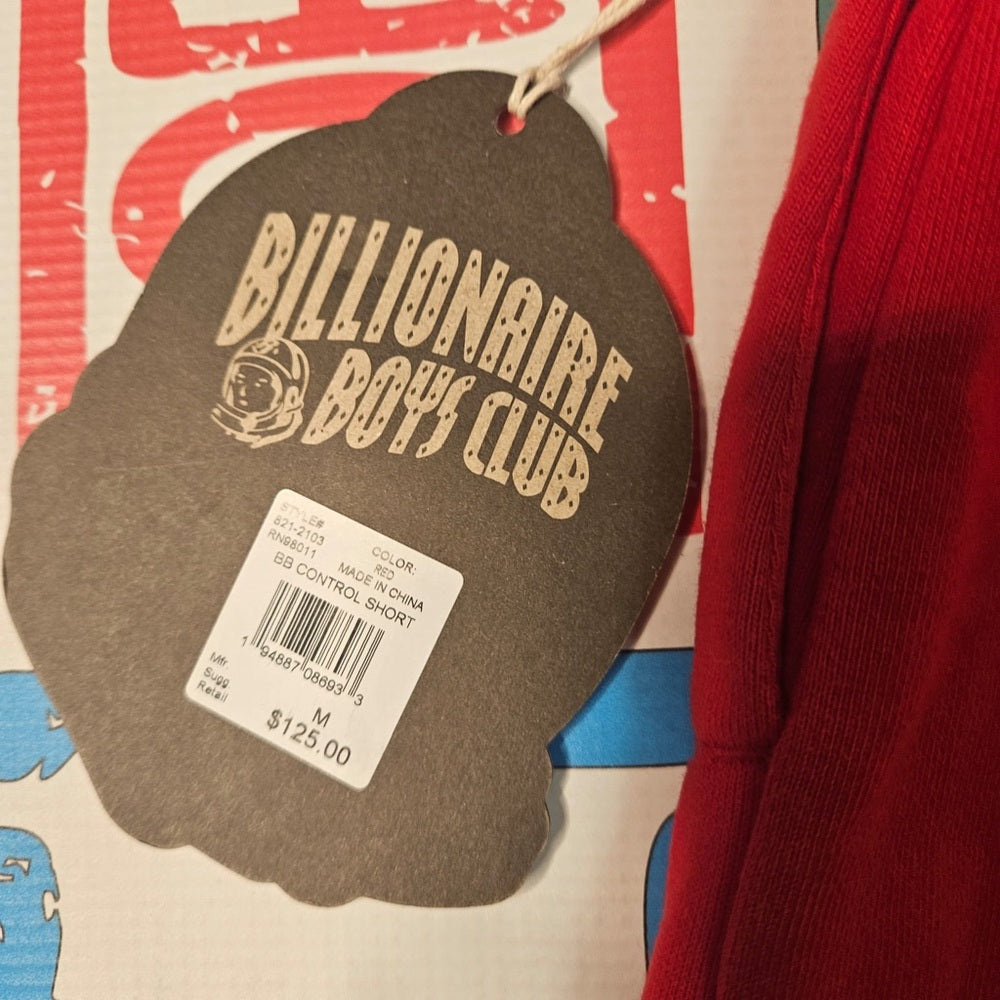 BILLIONAIRE
BOYS CLUB
STYLE#
821-2103
RN98011
COLOR:
RED
MADE IN CHINA
BB CONTROL SHORT
1 94887 08693 3
Mfr.
Sugg.
Retail
M
$125.00